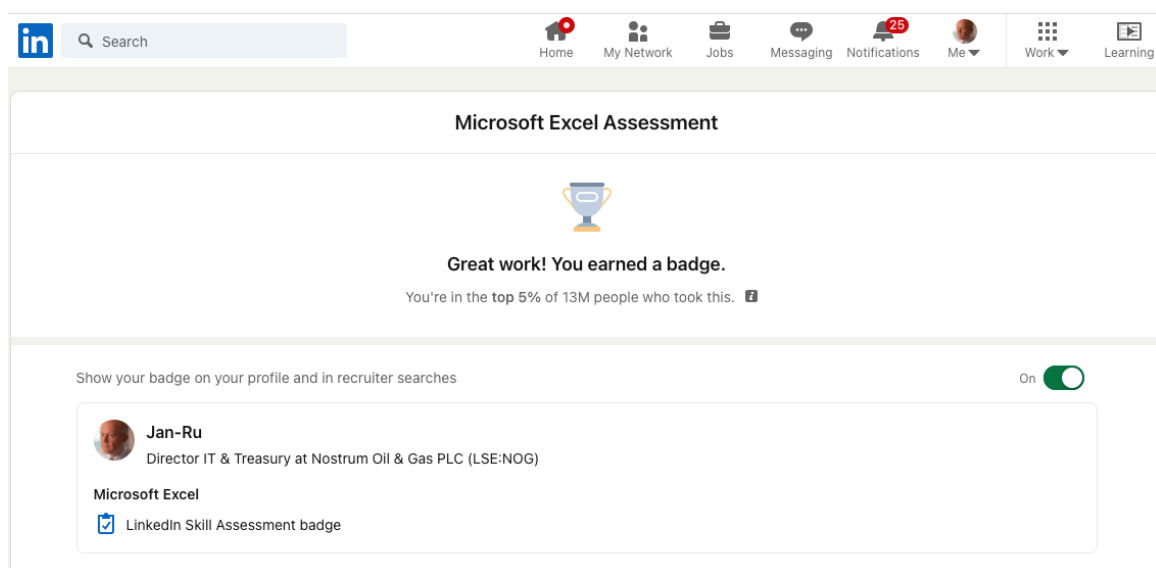 in Search Home My Network Jobs Messaging 25 Notifications Me Work Learning
Microsoft Excel Assessment
Great work! You earned a badge.
You're in the top 5% of 13M people who took this. i
Show your badge on your profile and in recruiter searches On
Jan-Ru
Director IT & Treasury at Nostrum Oil & Gas PLC (LSE:NOG)
Microsoft Excel
LinkedIn Skill Assessment badge